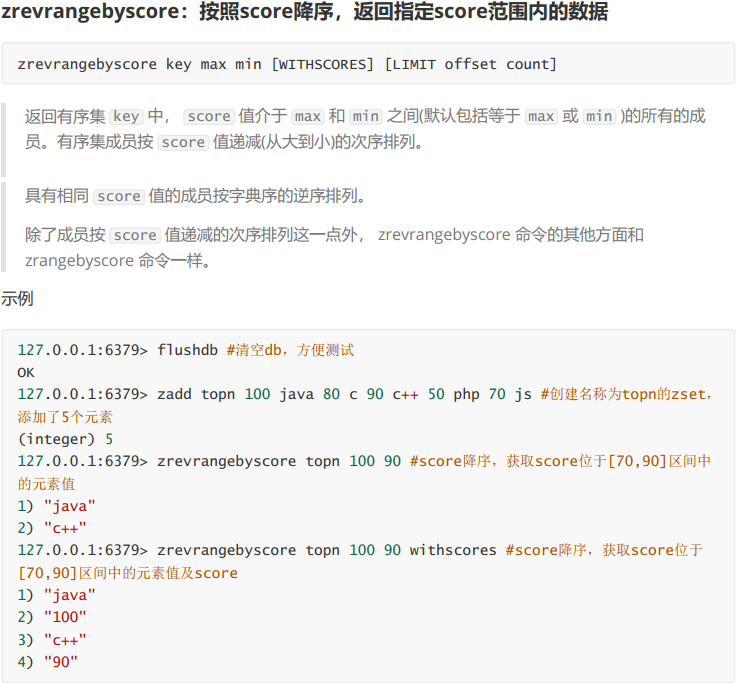 zrevrangebyscore：按照score降序，返回指定score范围内的数据
zrevrangebyscore key max min [WITHSCORES] [LIMIT offset count]
返回有序集 key 中， score 值介于 max 和 min 之间(默认包括等于 max 或 min )的所有的成
员。有序集成员按 score 值递减(从大到小)的次序排列。
具有相同 score 值的成员按字典序的逆序排列。
除了成员按 score 值递减的次序排列这一点外， zrevrangebyscore 命令的其他方面和
zrangebyscore 命令一样。
示例
127.0.0.1:6379> flushdb #清空db，方便测试
OK
127.0.0.1:6379> zadd topn 100 java 80 c 90 c++ 50 php 70 js #创建名称为topn的zset，
添加了5个元素
(integer) 5
127.0.0.1:6379> zrevrangebyscore topn 100 90 #score降序，获取score位于[70,90]区间中
的元素值
1) "java"
2) "c++"
127.0.0.1:6379> zrevrangebyscore topn 100 90 withscores #score降序，获取score位于
[70,90]区间中的元素值及score
1) "java"
2) "100"
3) "c++"
4) "90"